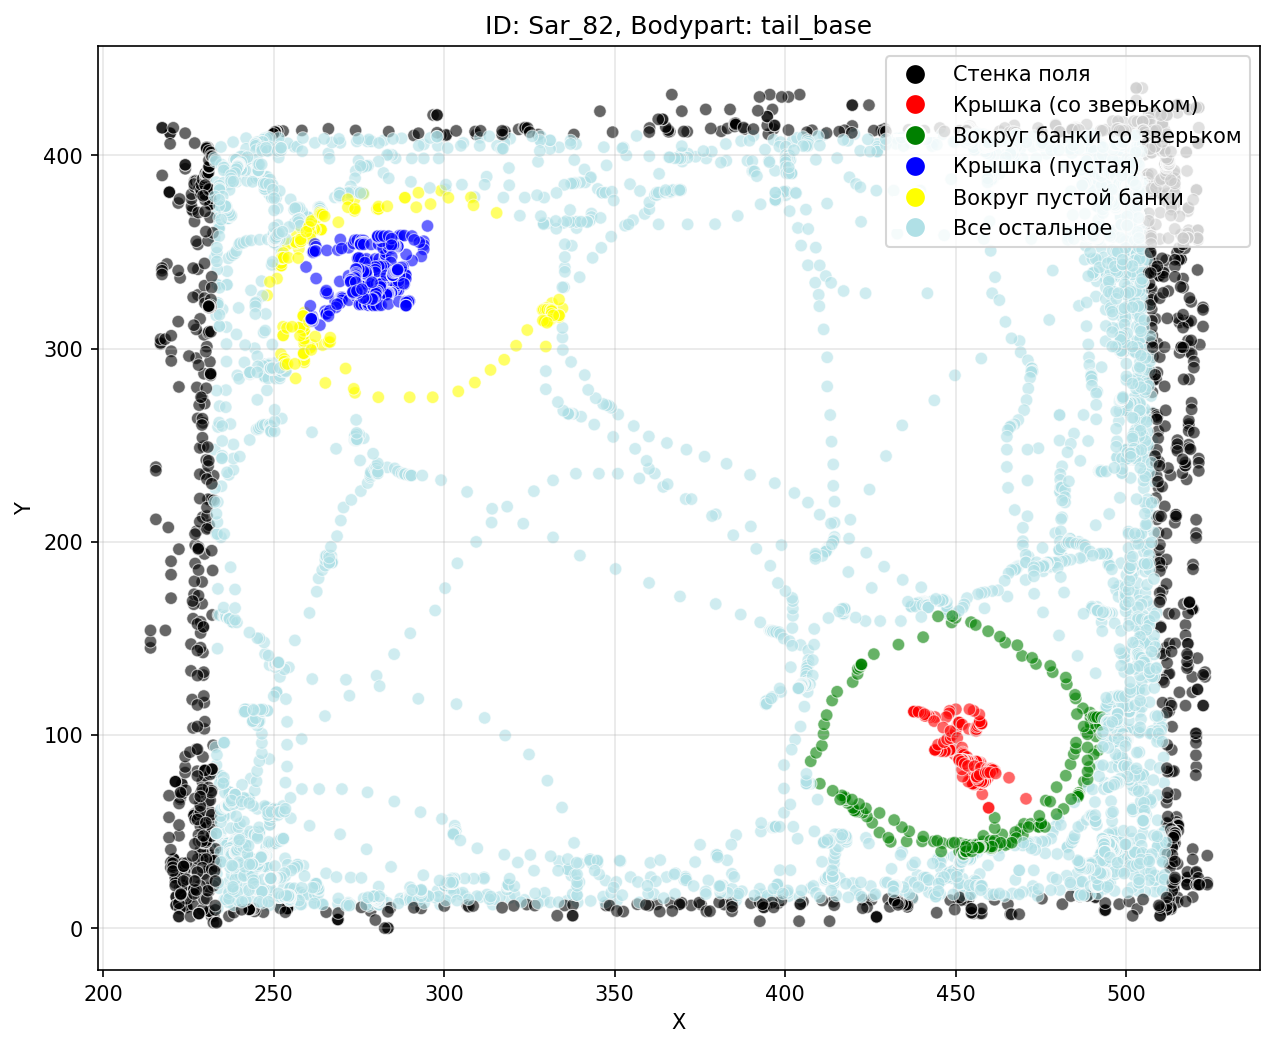 ID: Sar_82, Bodypart: tail_base
Стенка поля
Крышка (со зверьком)
Вокруг банки со зверьком
Крышка (пустая)
Вокруг пустой банки
Все остальное
Y
400
300
200
100
0
200
250
300
350
400
450
500
X